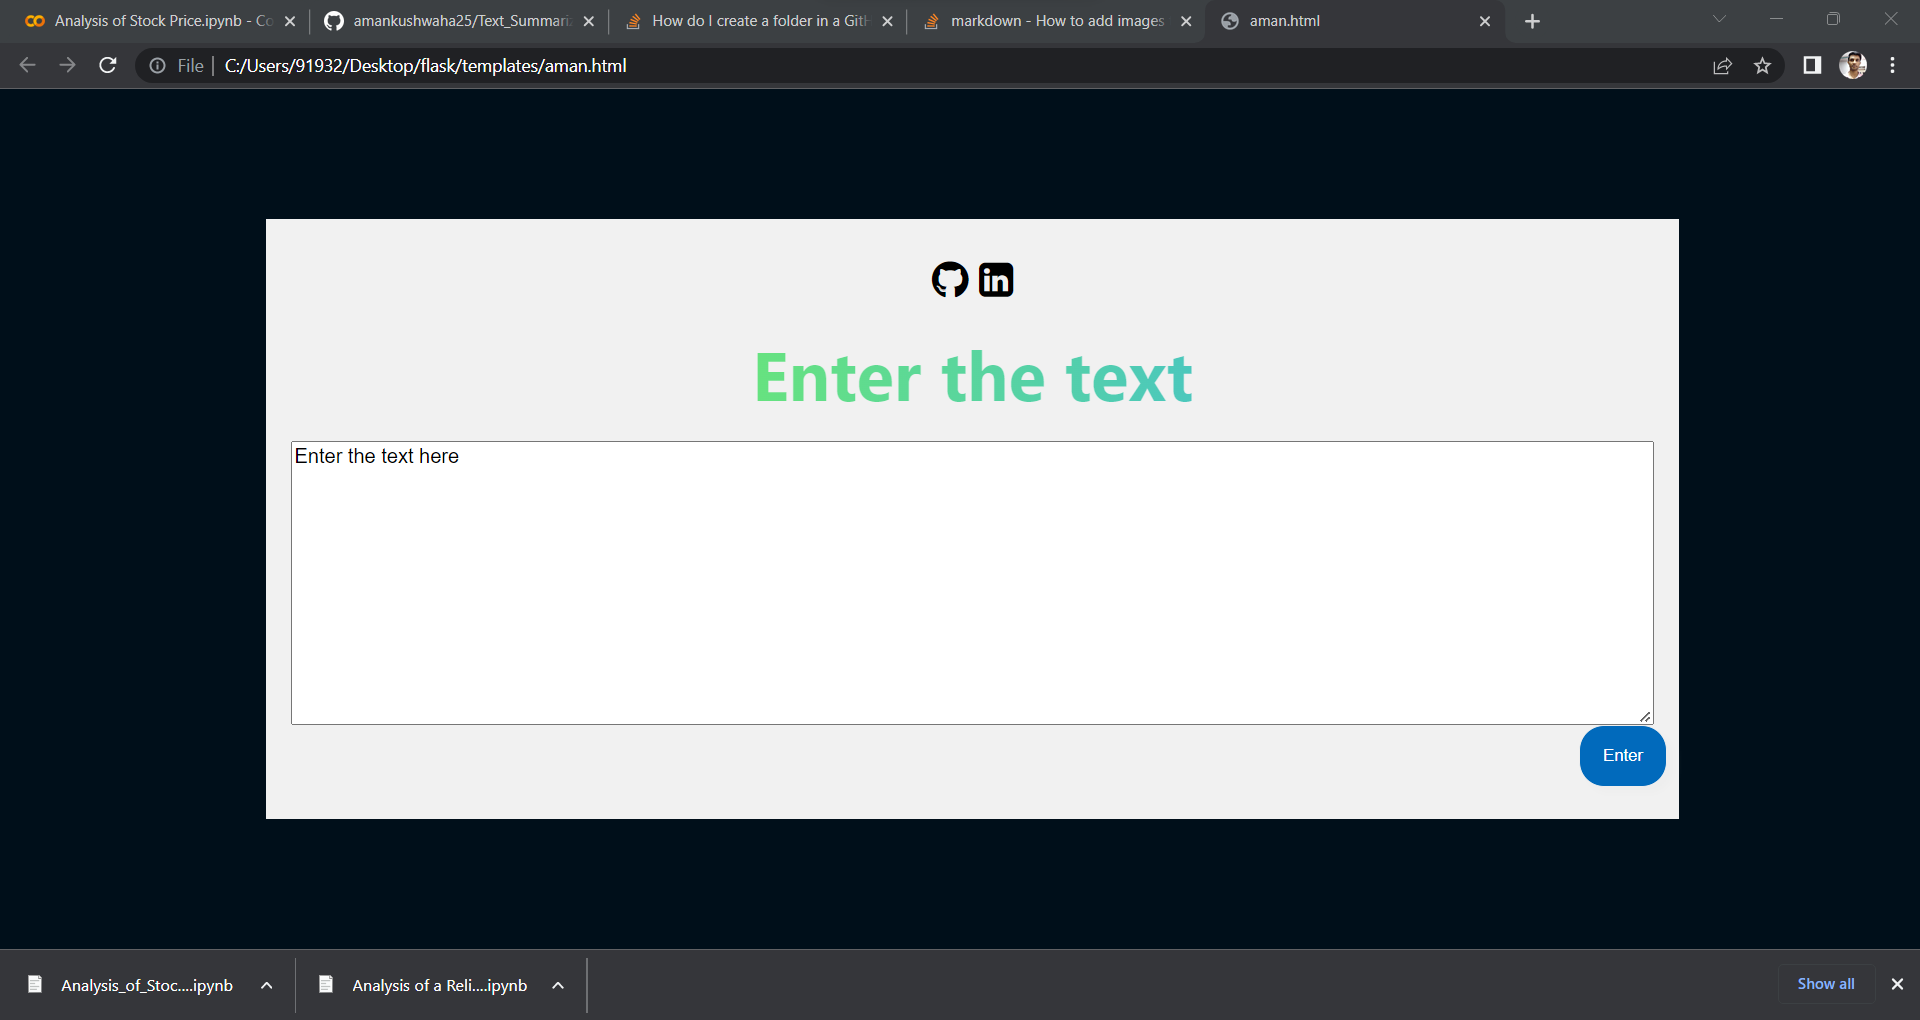 Analysis of Stock Price.ipynb - Co
amankushwaha25/Text_Summari
How do I create a folder in a Git
markdown - How to add images
aman.html
File
C:/Users/91932/Desktop/flask/templates/aman.html
in
Enter the text
Enter the text here
Enter
Analysis_of_Stoc....ipynb
Analysis of a Reli....ipynb
Show all